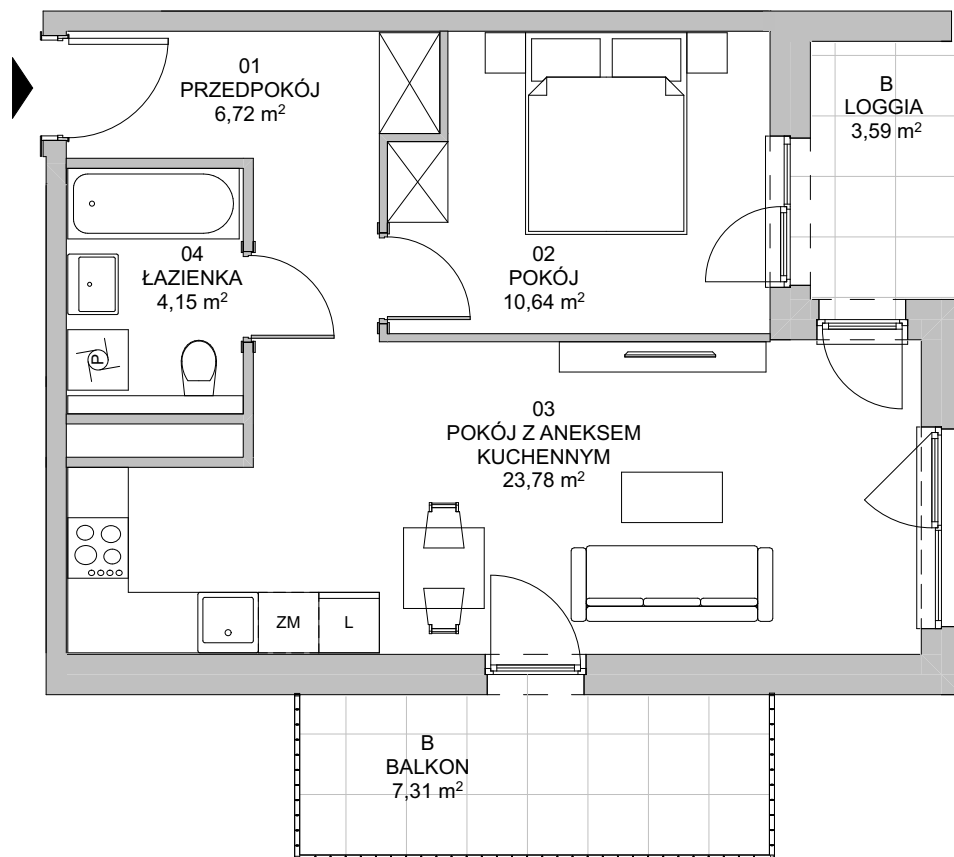 01
PRZEDPOKÓJ
6,72 m²
B
LOGGIA
3,59 m²
04
ŁAZIENKA
4,15 m²
02
POKÓJ
10,64 m²
P
03
POKÓJ Z ANEKSEM
KUCHENNYM
23,78 m²
ZM
L
B
BALKON
7,31 m²